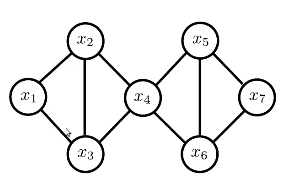 x₂ x₅
x₁ x₄ x₇
x₃ x₆